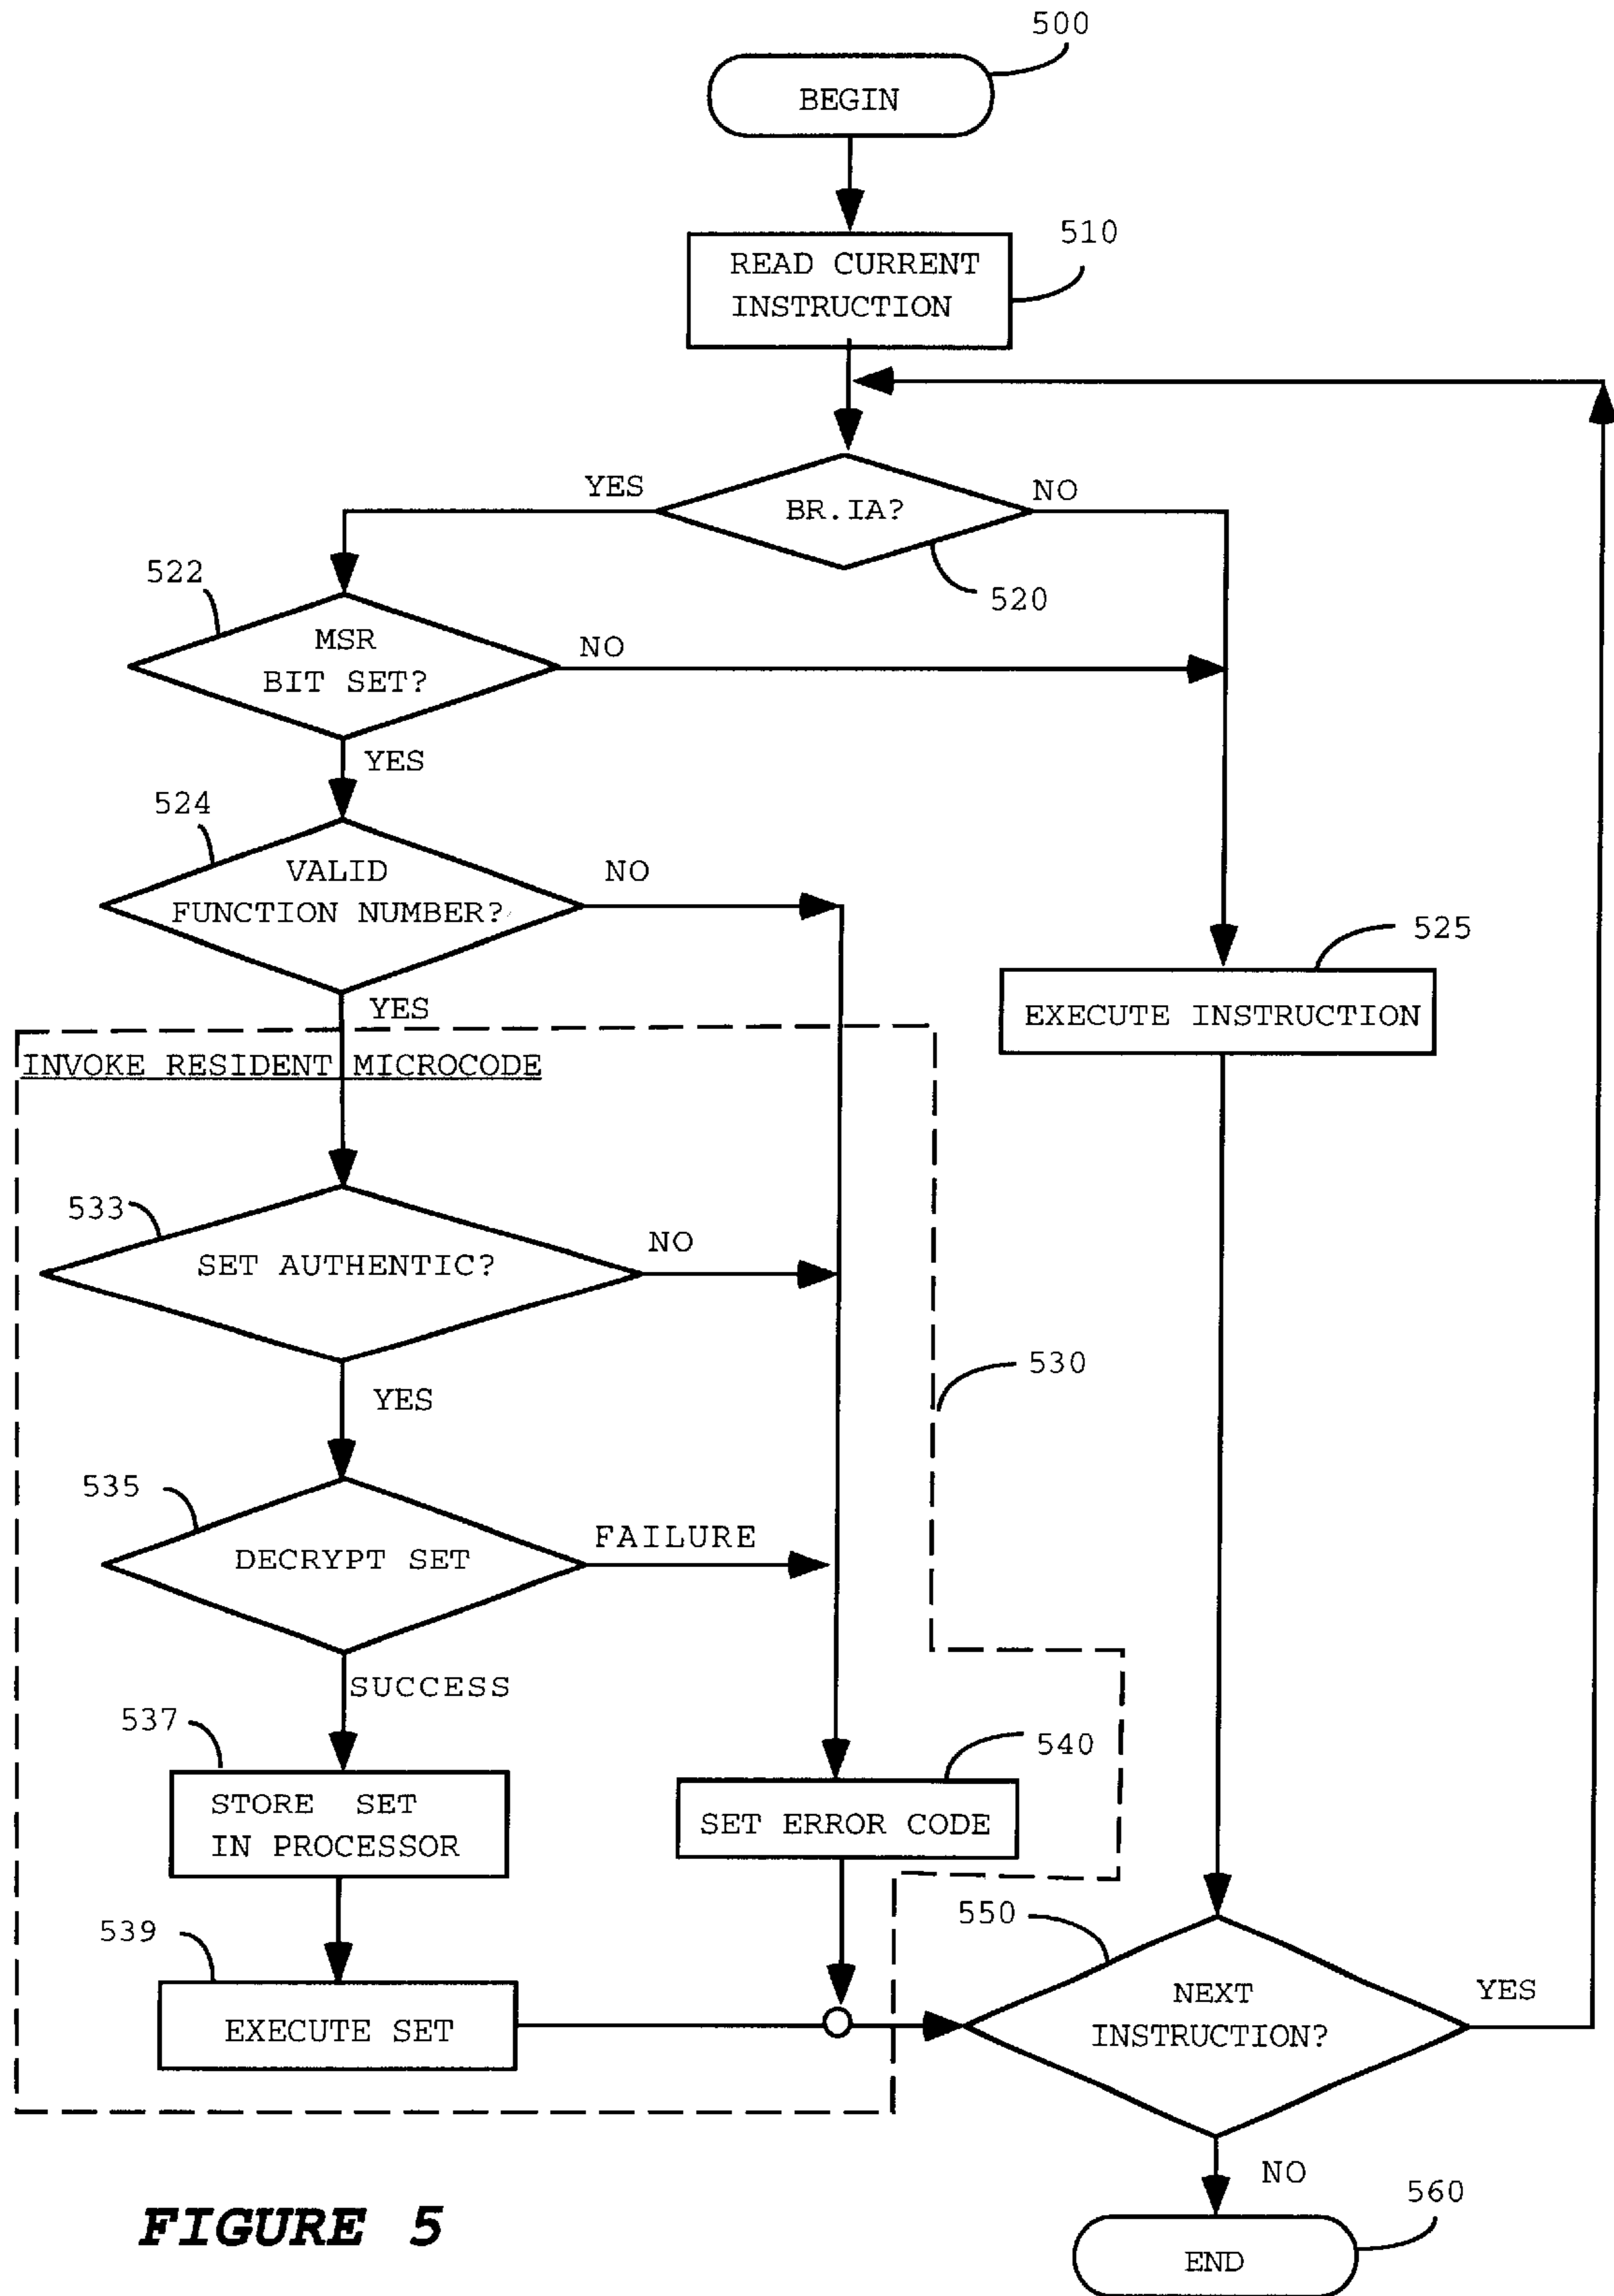 500
BEGIN
510
READ CURRENT
INSTRUCTION
YES
BR.IA?
NO
520
522
MSR
BIT SET?
NO
YES
524
VALID
FUNCTION NUMBER?
NO
YES
525
EXECUTE INSTRUCTION
INVOKE RESIDENT MICROCODE
533
SET AUTHENTIC?
NO
530
YES
535
DECRYPT SET
FAILURE
SUCCESS
537
STORE SET
IN PROCESSOR
540
SET ERROR CODE
539
EXECUTE SET
550
NEXT
INSTRUCTION?
YES
NO
560
END
FIGURE 5